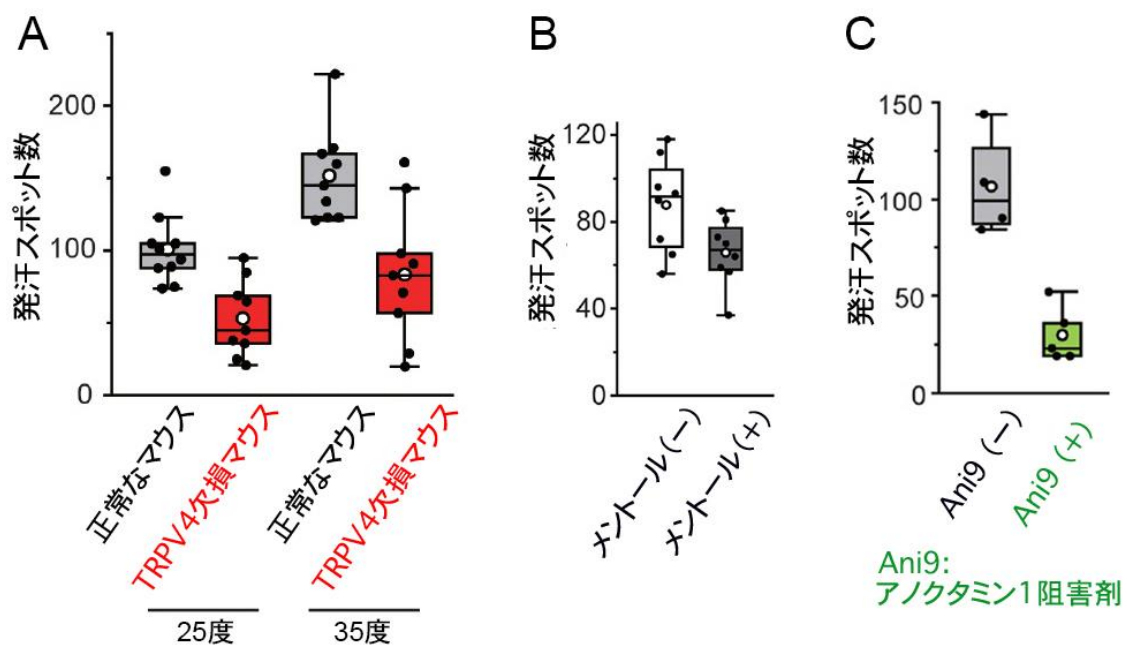 A
発汗スポット数
200
100
0
正常なマウス
TRPV4欠損マウス
正常なマウス
TRPV4欠損マウス
25度
35度
B
発汗スポット数
120
80
40
0
メントール(ー)
メントール(+)
C
発汗スポット数
150
100
50
0
Ani9 (ー)
Ani9 (+)
Ani9:
アノクタミン1阻害剤